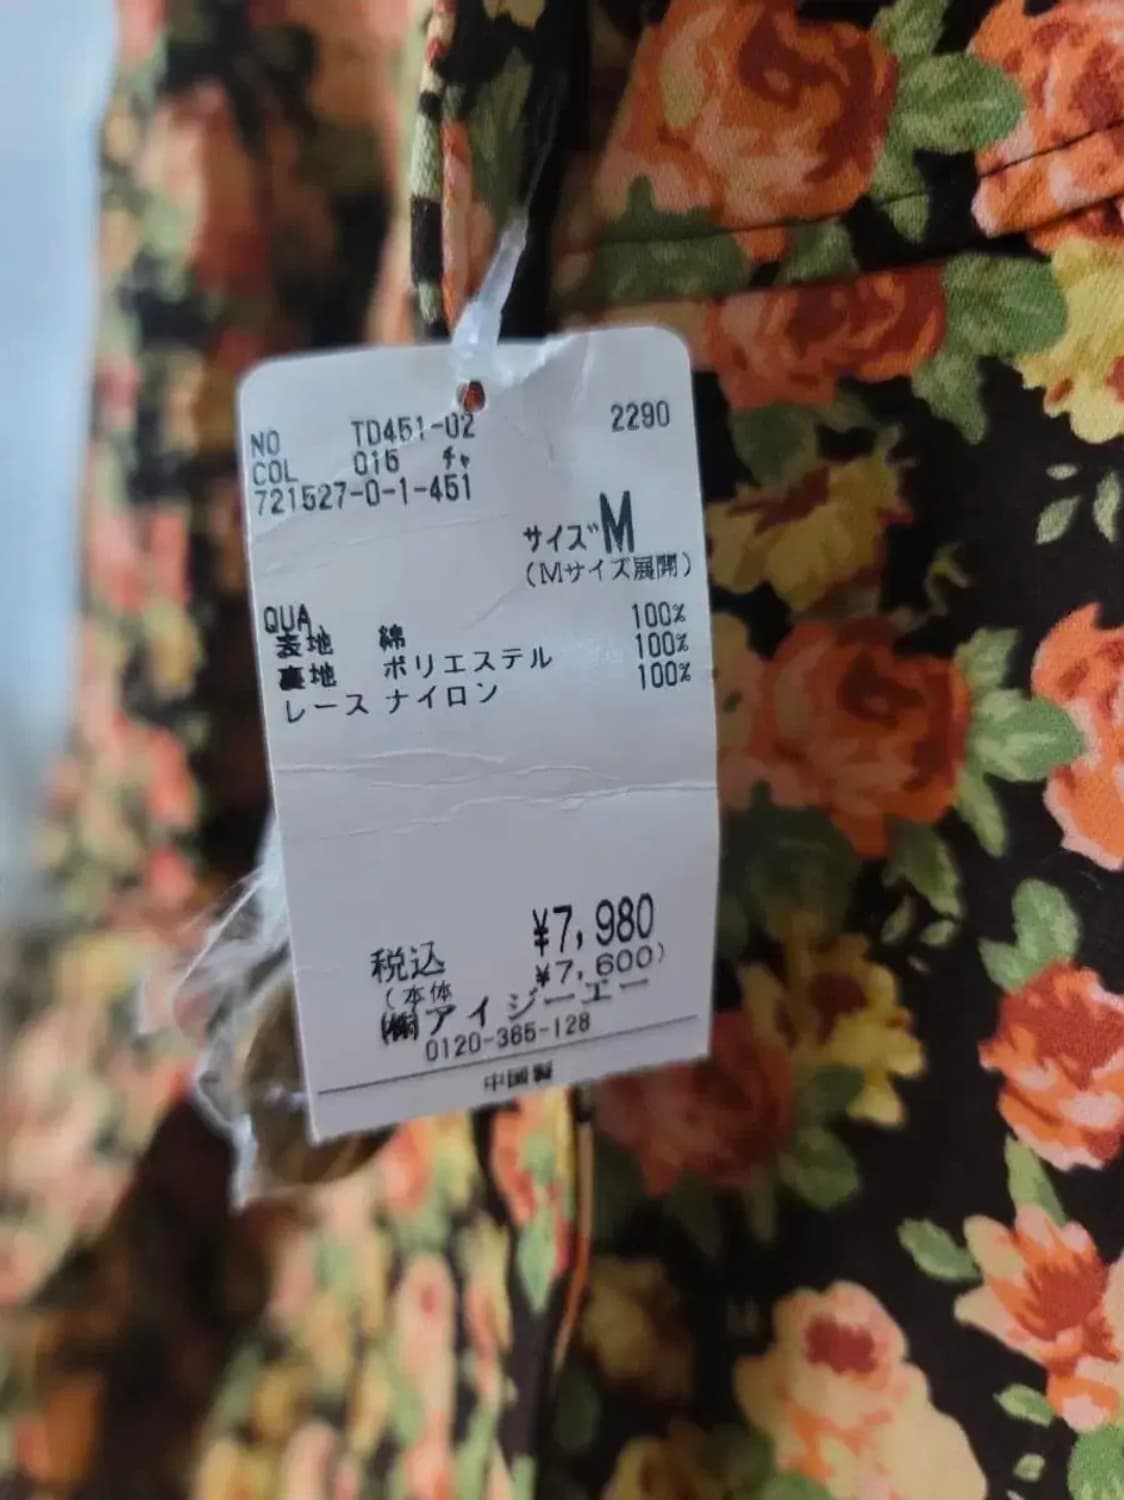 NO TD451-02 2290
COL 015 チャ
721527-0-1-451
サイズ M
(Mサイズ展開)
QUA
表地 綿 100%
裏地 ポリエステル 100%
レース ナイロン 100%
税込 ¥7,980
(本体 ¥7,600)
㈱アイジーエー
0120-365-128
中国製